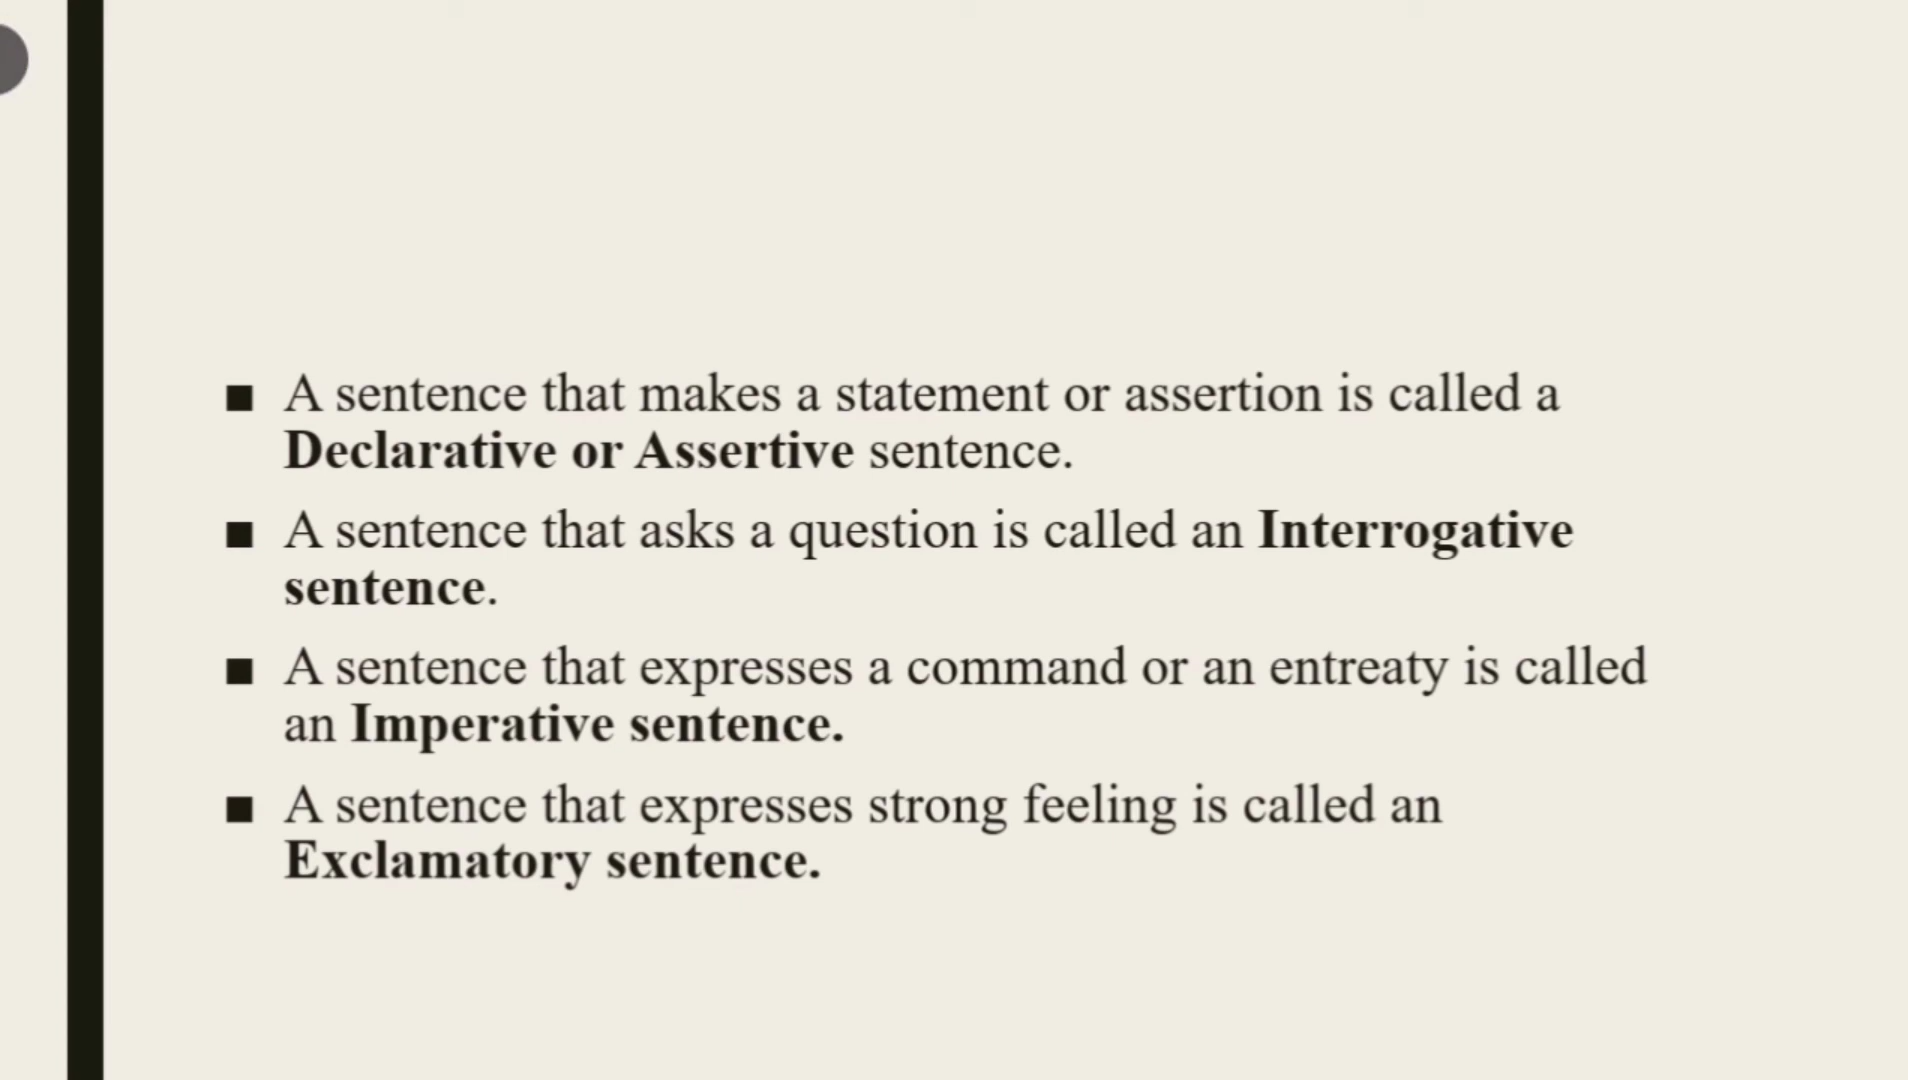 ■ A sentence that makes a statement or assertion is called a
Declarative or Assertive sentence.
■ A sentence that asks a question is called an Interrogative
sentence.
■ A sentence that expresses a command or an entreaty is called
an Imperative sentence.
■ A sentence that expresses strong feeling is called an
Exclamatory sentence.